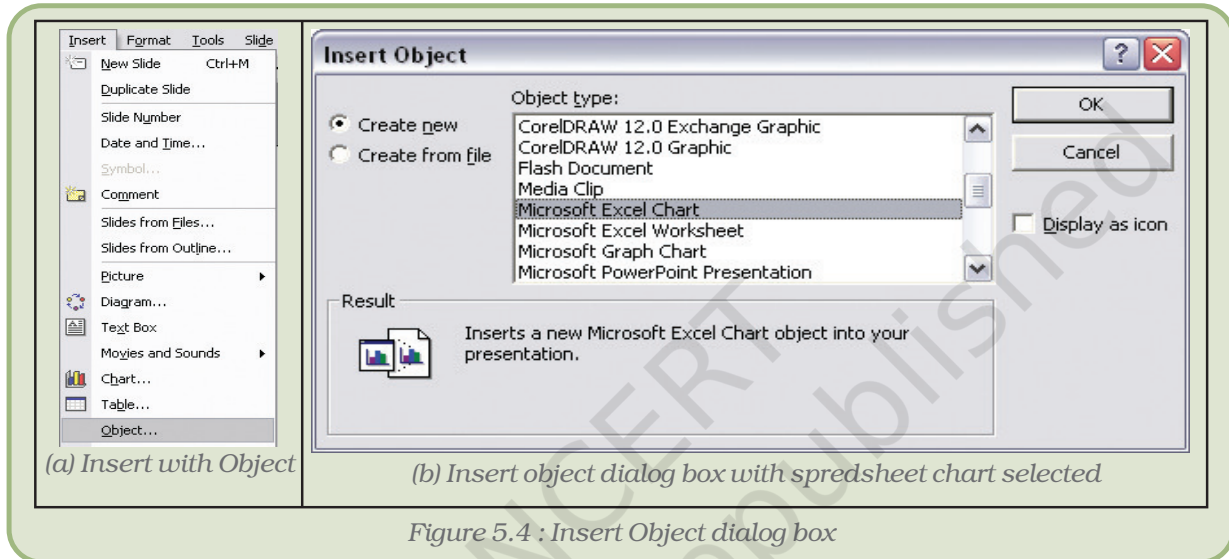 Insert Format Tools Slide
New Slide Ctrl+M
Duplicate Slide
Slide Number
Date and Time...
Symbol...
Comment
Slides from Files...
Slides from Outline...
Picture
Diagram...
Text Box
Movies and Sounds
Chart...
Table...
Object...
(a) Insert with Object
Insert Object
Object type:
Create new
Create from file
CorelDRAW 12.0 Exchange Graphic
CorelDRAW 12.0 Graphic
Flash Document
Media Clip
Microsoft Excel Chart
Microsoft Excel Worksheet
Microsoft Graph Chart
Microsoft PowerPoint Presentation
OK
Cancel
Display as icon
Result
Inserts a new Microsoft Excel Chart object into your
presentation.
(b) Insert object dialog box with spredsheet chart selected
Figure 5.4 : Insert Object dialog box
NCERT
republished